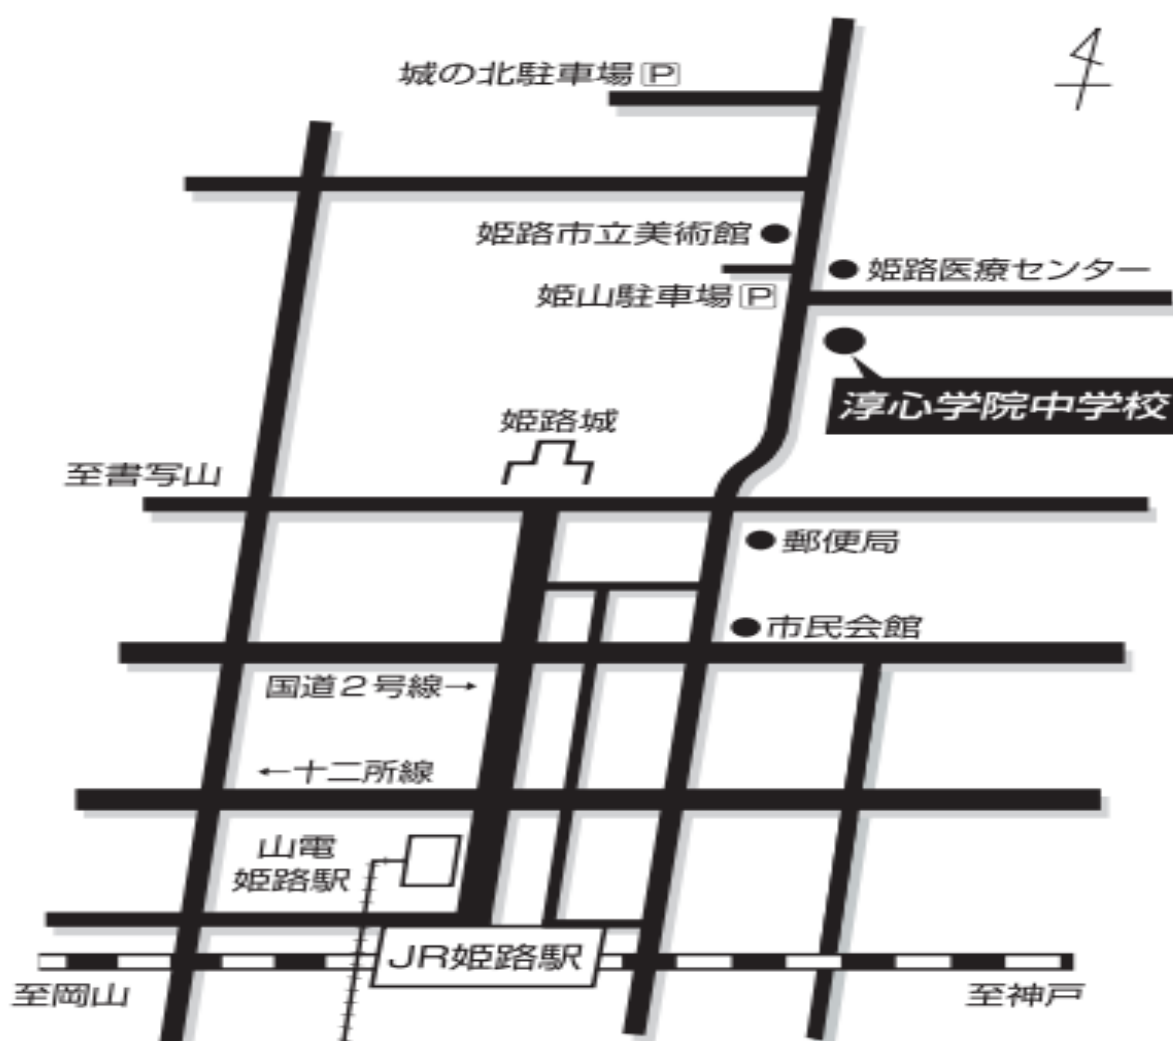 城の北駐車場 P
姫路市立美術館
姫路医療センター
姫山駐車場 P
淳心学院中学校
姫路城
至書写山
郵便局
市民会館
国道2号線→
←十二所線
山電
姫路駅
JR姫路駅
至岡山
至神戸